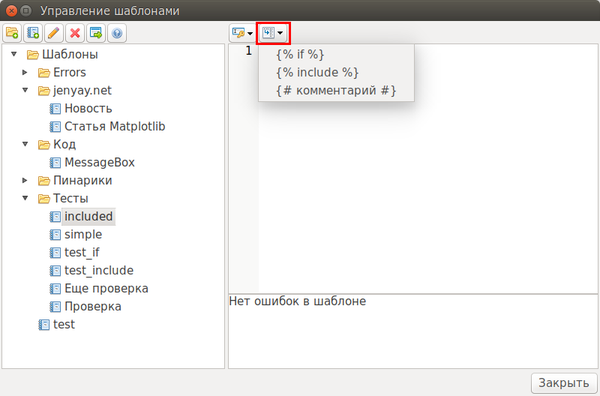 Управление шаблонами
Шаблоны
Errors
jenyay.net
Новость
Статья Matplotlib
Код
MessageBox
Пинарики
Тесты
included
simple
test_if
test_include
Еще проверка
Проверка
test
1
{% if %}
{% include %}
{# комментарий #}
Нет ошибок в шаблоне
Закрыть